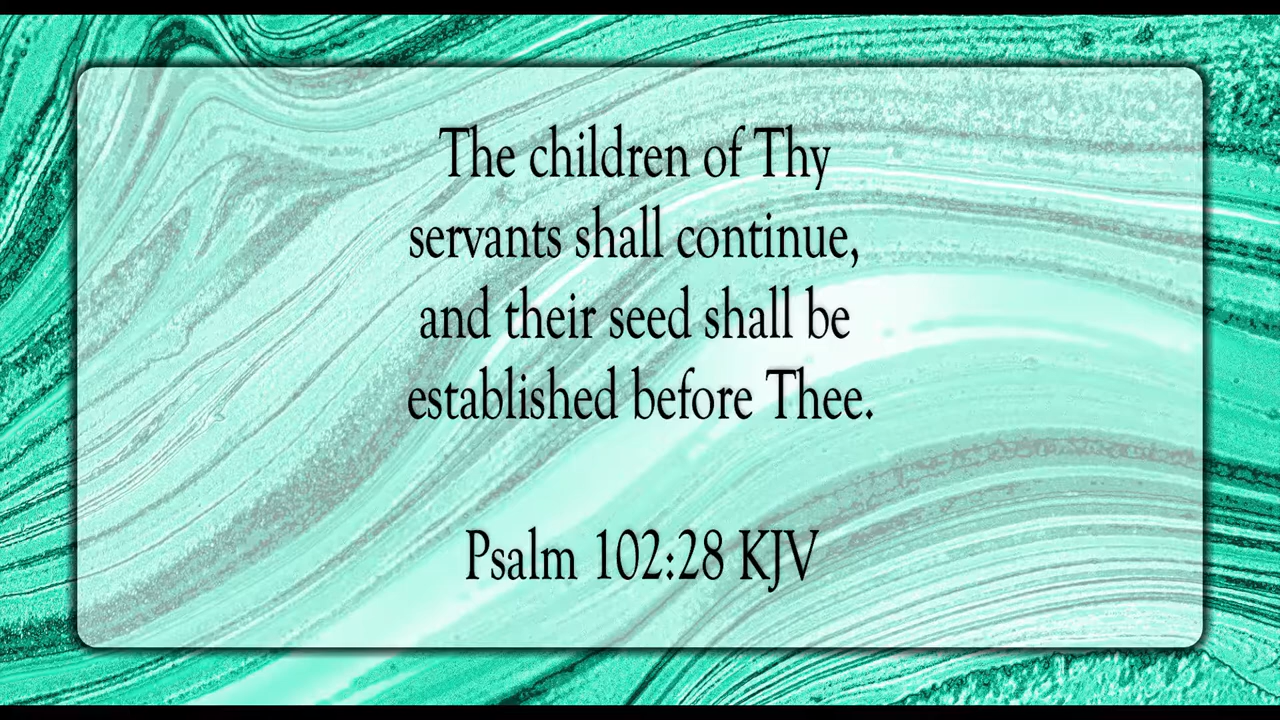 The children of Thy
servants shall continue,
and their seed shall be
established before Thee.
Psalm 102:28 KJV